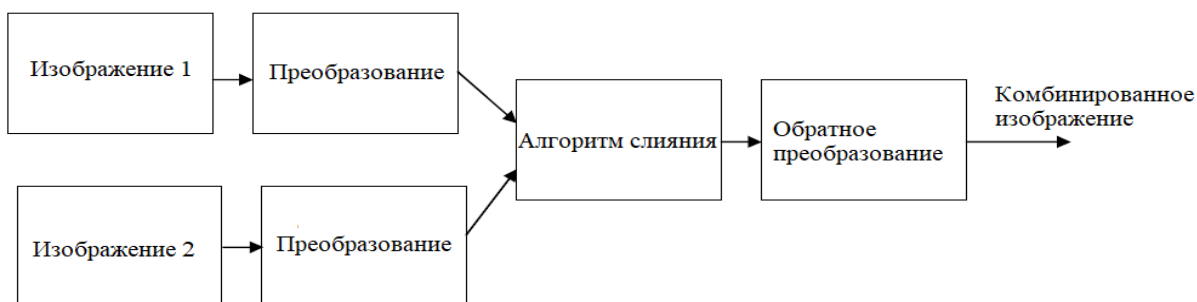 Изображение 1
Преобразование
Алгоритм слияния
Обратное
преобразование
Комбинированное
изображение
Изображение 2
Преобразование